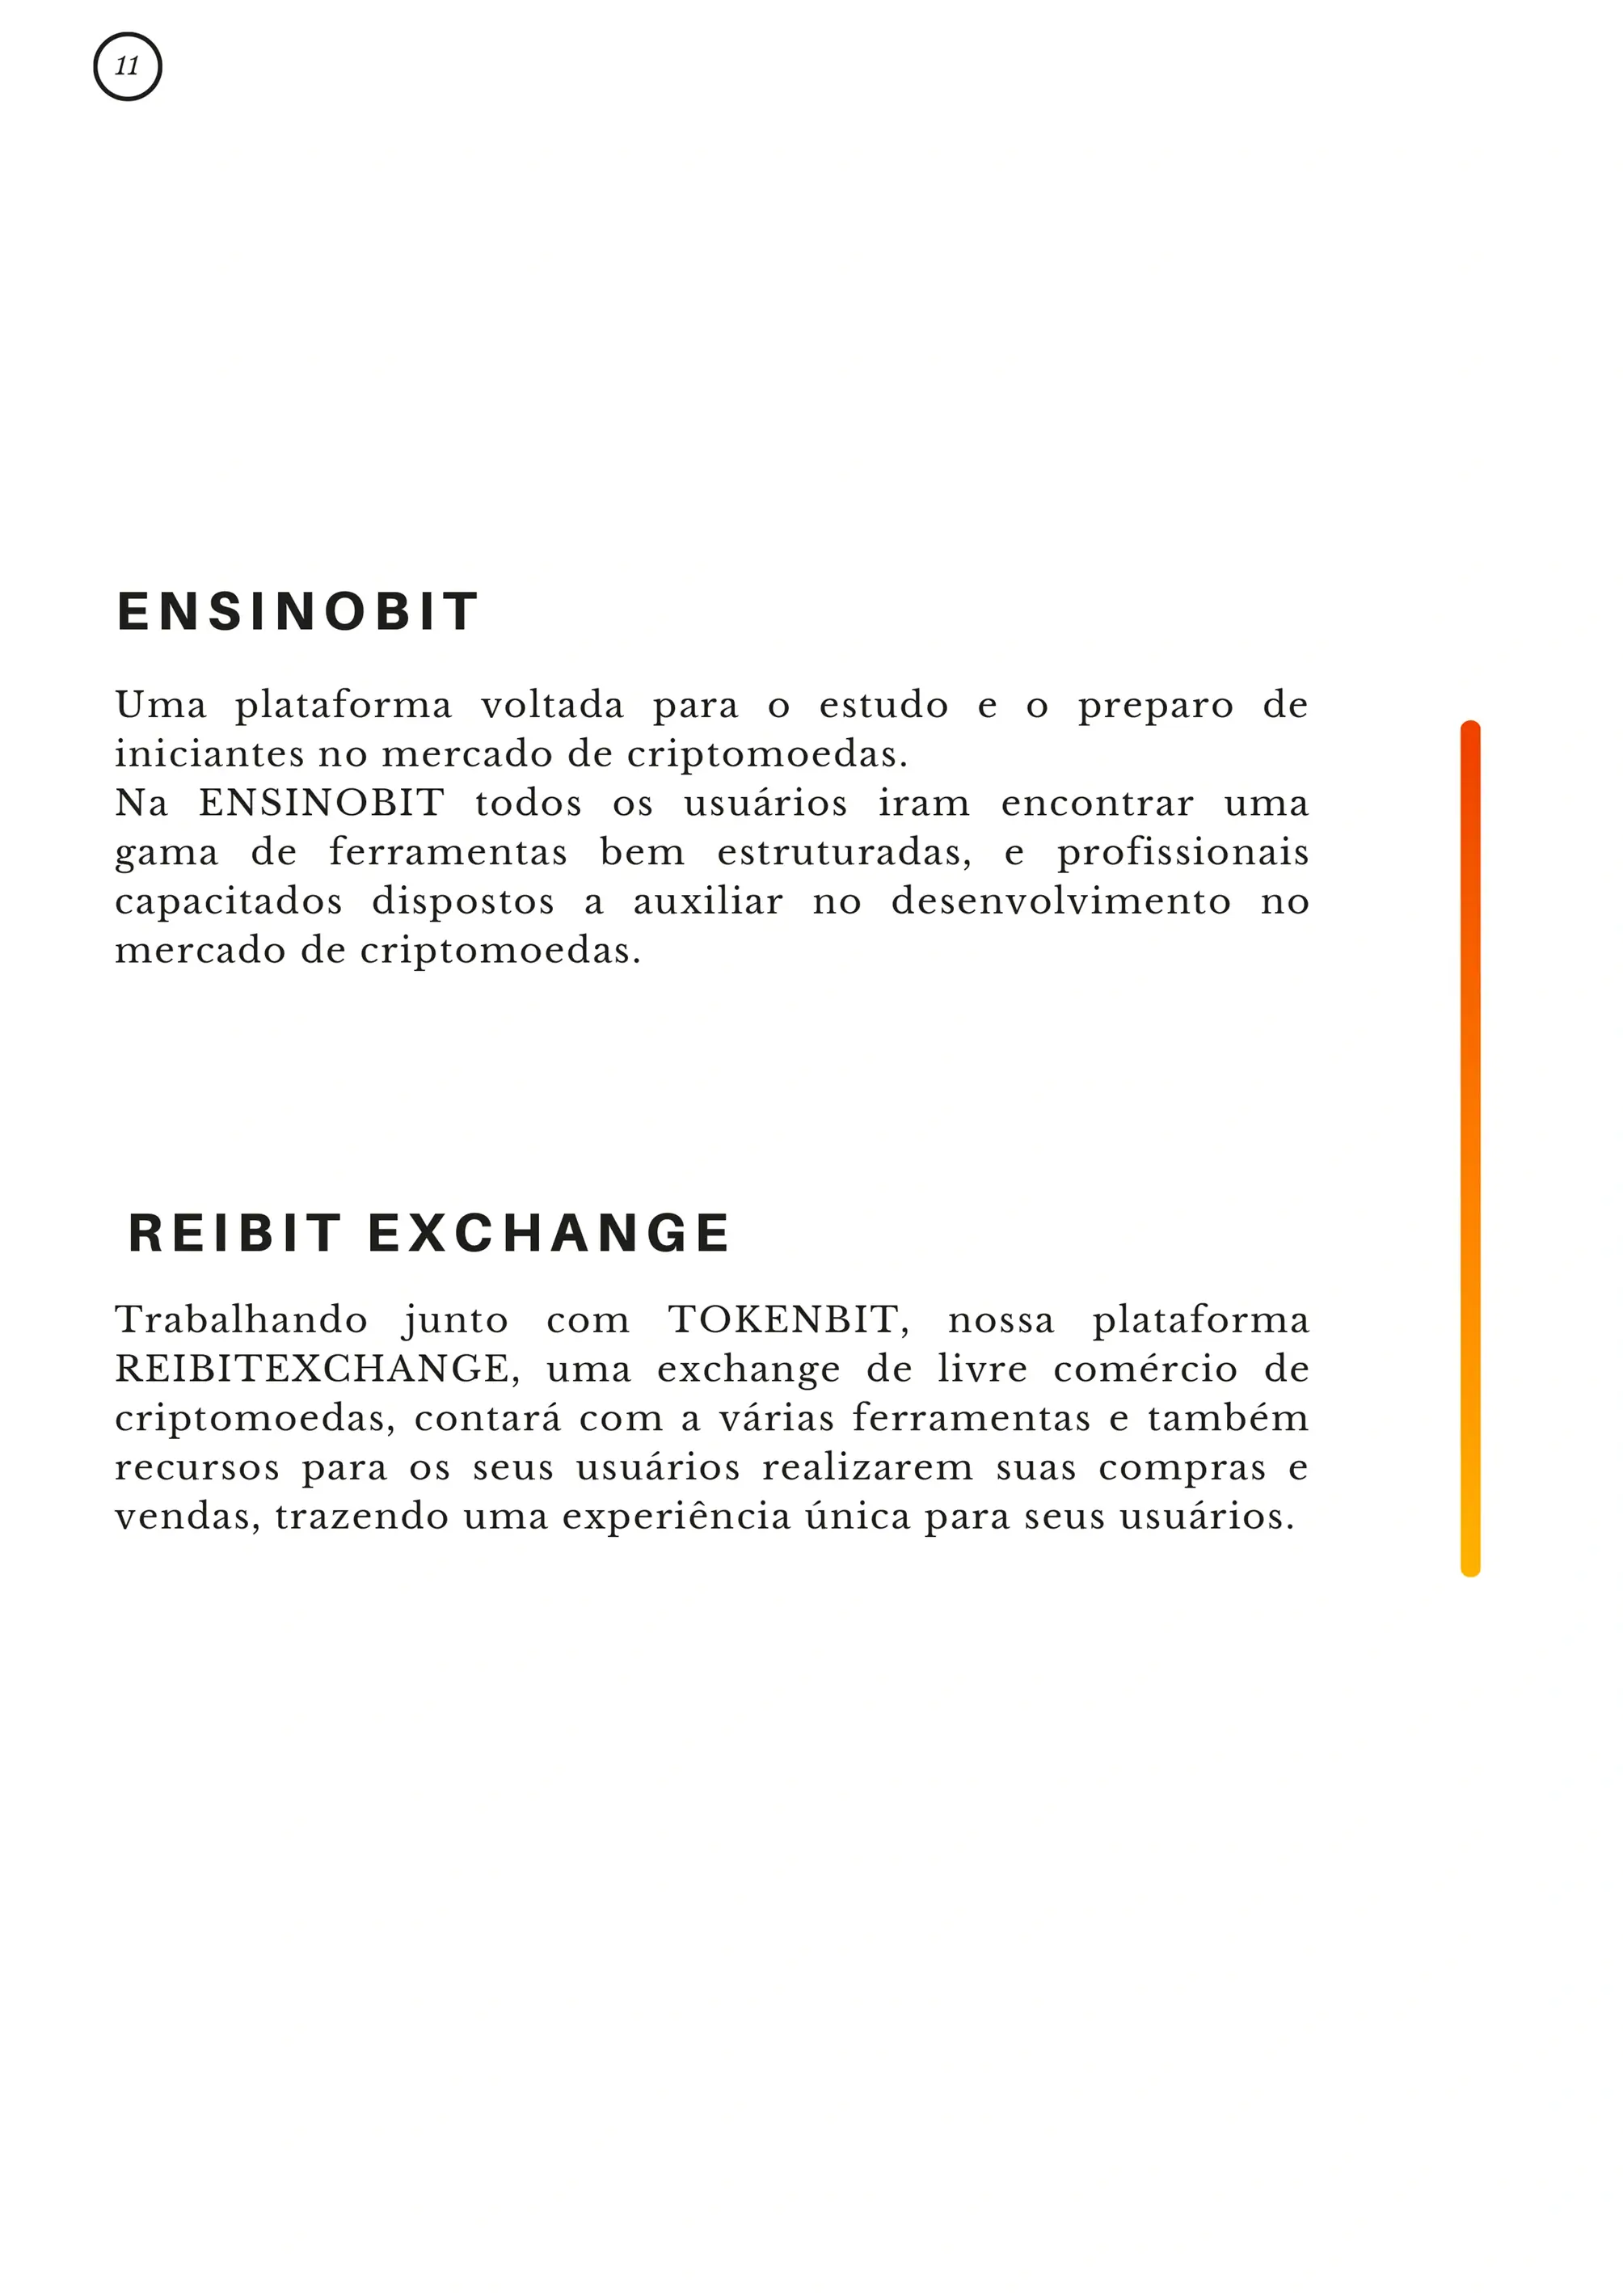 11
ENSINOBIT
Uma plataforma voltada para o estudo e o preparo de
iniciantes no mercado de criptomoedas.
Na ENSINOBIT todos os usuários iram encontrar uma
gama de ferramentas bem estruturadas, e profissionais
capacitados dispostos a auxiliar no desenvolvimento no
mercado de criptomoedas.
REIBIT EXCHANGE
Trabalhando junto com TOKENBIT, nossa plataforma
REIBITEXCHANGE, uma exchange de livre comércio de
criptomoedas, contará com a várias ferramentas e também
recursos para os seus usuários realizarem suas compras e
vendas, trazendo uma experiência única para seus usuários.